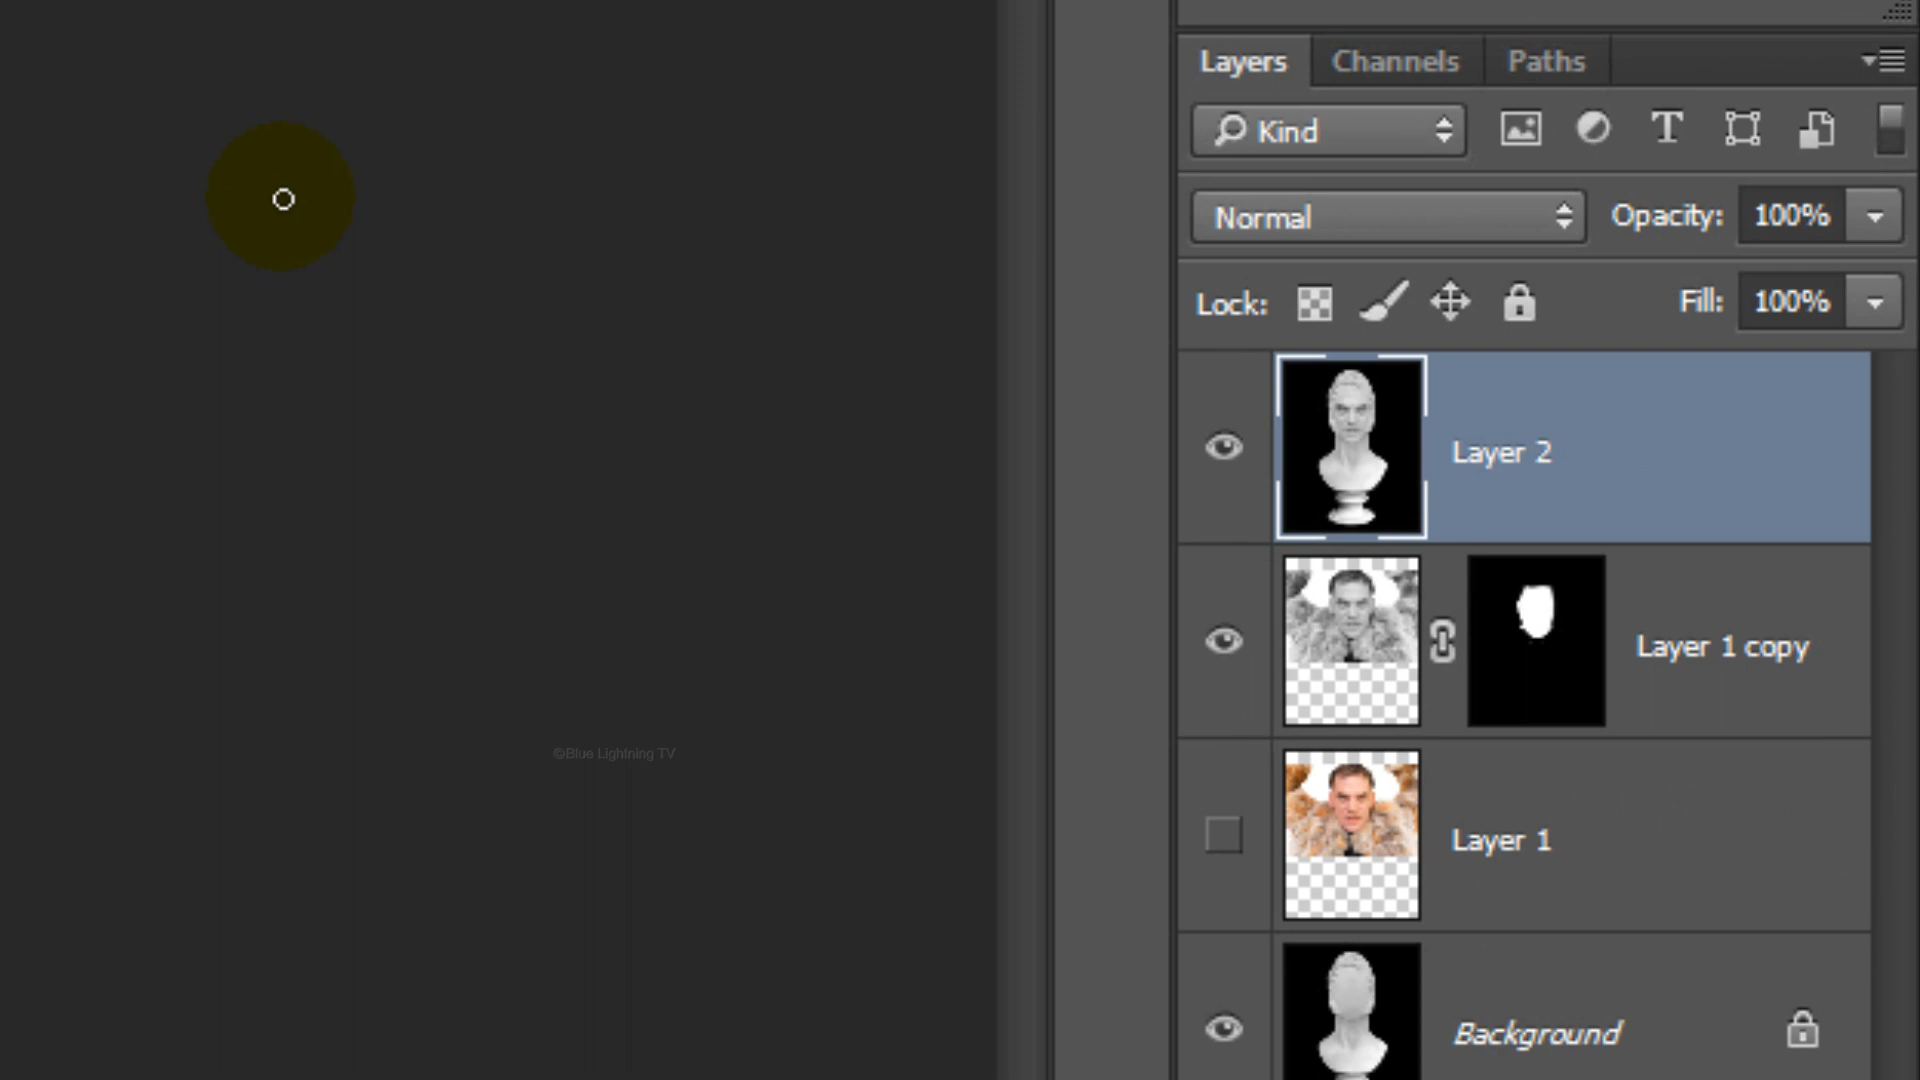 Layers Channels Paths
Kind
Normal Opacity: 100%
Lock: Fill: 100%
Layer 2
Layer 1 copy
©Blue Lightning TV
Layer 1
Background